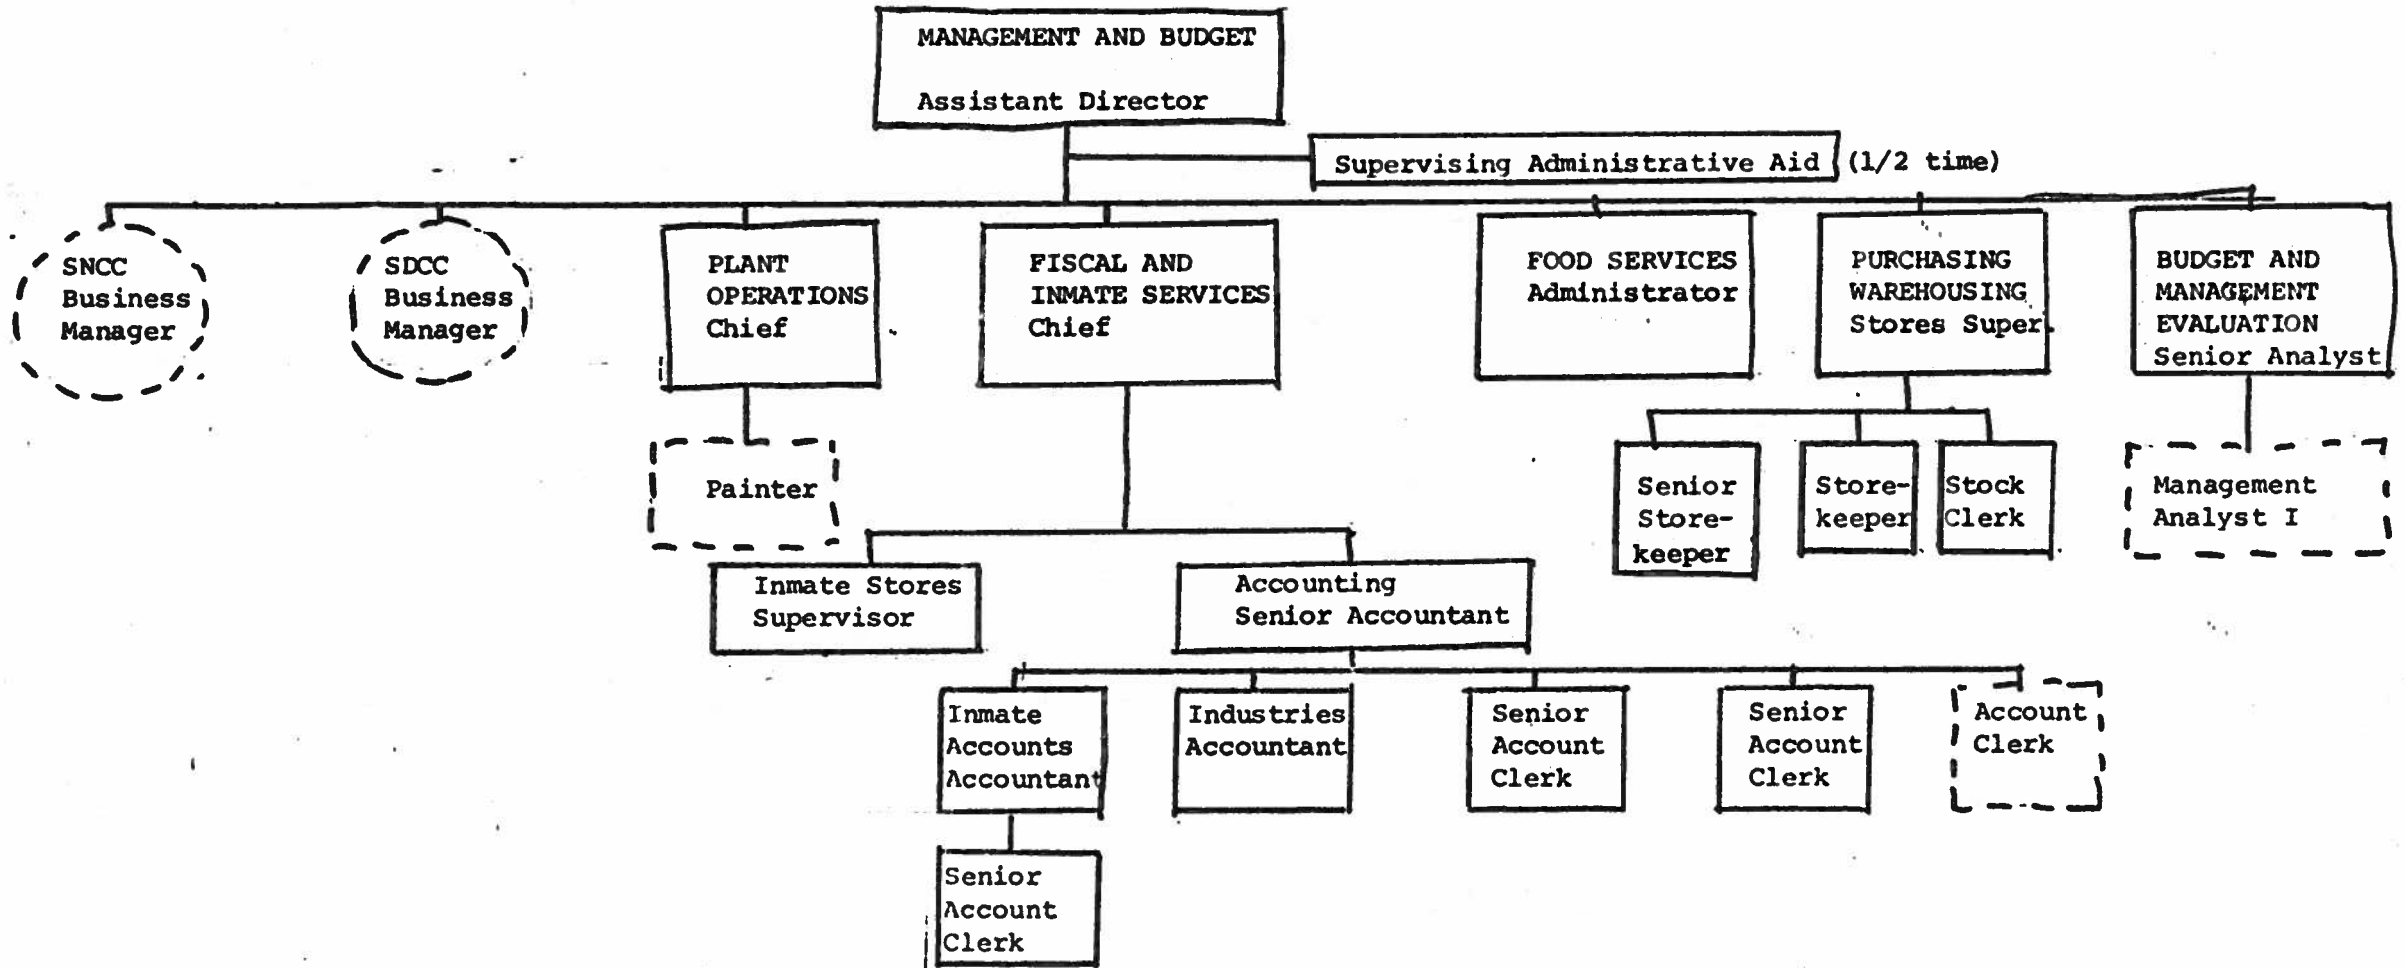 MANAGEMENT AND BUDGET
Assistant Director
Supervising Administrative Aid (1/2 time)
SNCC
Business
Manager
SDCC
Business
Manager
PLANT
OPERATIONS
Chief
FISCAL AND
INMATE SERVICES
Chief
FOOD SERVICES
Administrator
PURCHASING
WAREHOUSING
Stores Super.
BUDGET AND
MANAGEMENT
EVALUATION
Senior Analyst
Painter
Senior
Store-
keeper
Store-
keeper
Stock
Clerk
Management
Analyst I
Inmate Stores
Supervisor
Accounting
Senior Accountant
Inmate
Accounts
Accountant
Industries
Accountant
Senior
Account
Clerk
Senior
Account
Clerk
Account
Clerk
Senior
Account
Clerk